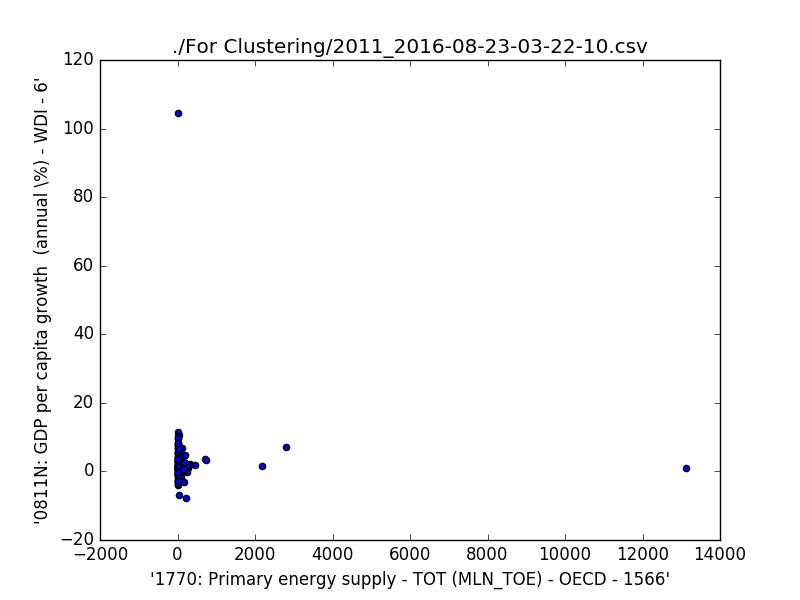 ./For Clustering/2011_2016-08-23-03-22-10.csv
120
100
80
60
40
20
0
−20
'0811N: GDP per capita growth  (annual \%) - WDI - 6'
−2000 0 2000 4000 6000 8000 10000 12000 14000
'1770: Primary energy supply - TOT (MLN_TOE) - OECD - 1566'